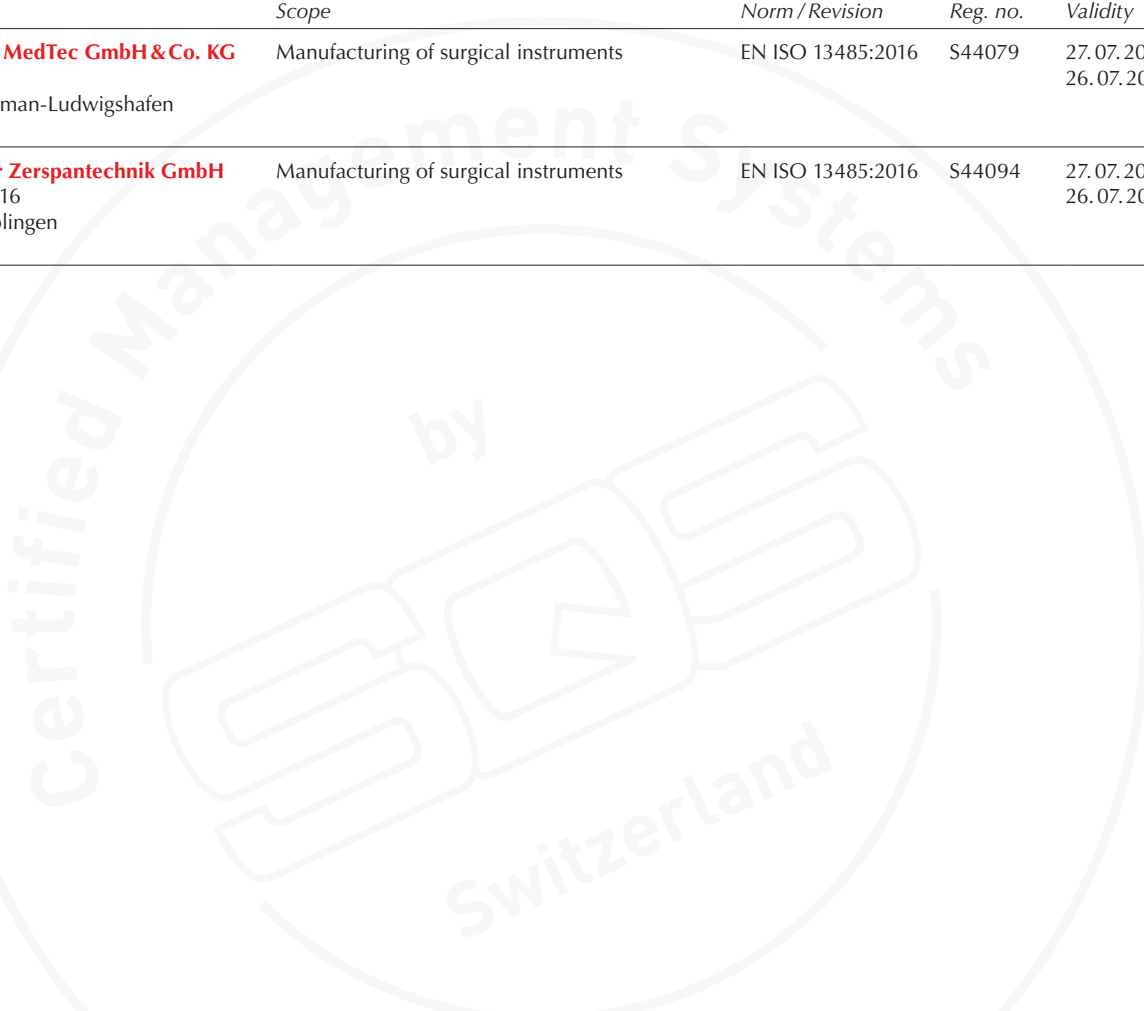 Scope Norm / Revision Reg. no. Validity
MedTec GmbH & Co. KG Manufacturing of surgical instruments EN ISO 13485:2016 S44079 27. 07. 20
26. 07. 20
man-Ludwigshafen
Zerspantechnik GmbH Manufacturing of surgical instruments EN ISO 13485:2016 S44094 27. 07. 20
16 26. 07. 20
lingen
Certified Management Systems
by
SQS
Switzerland